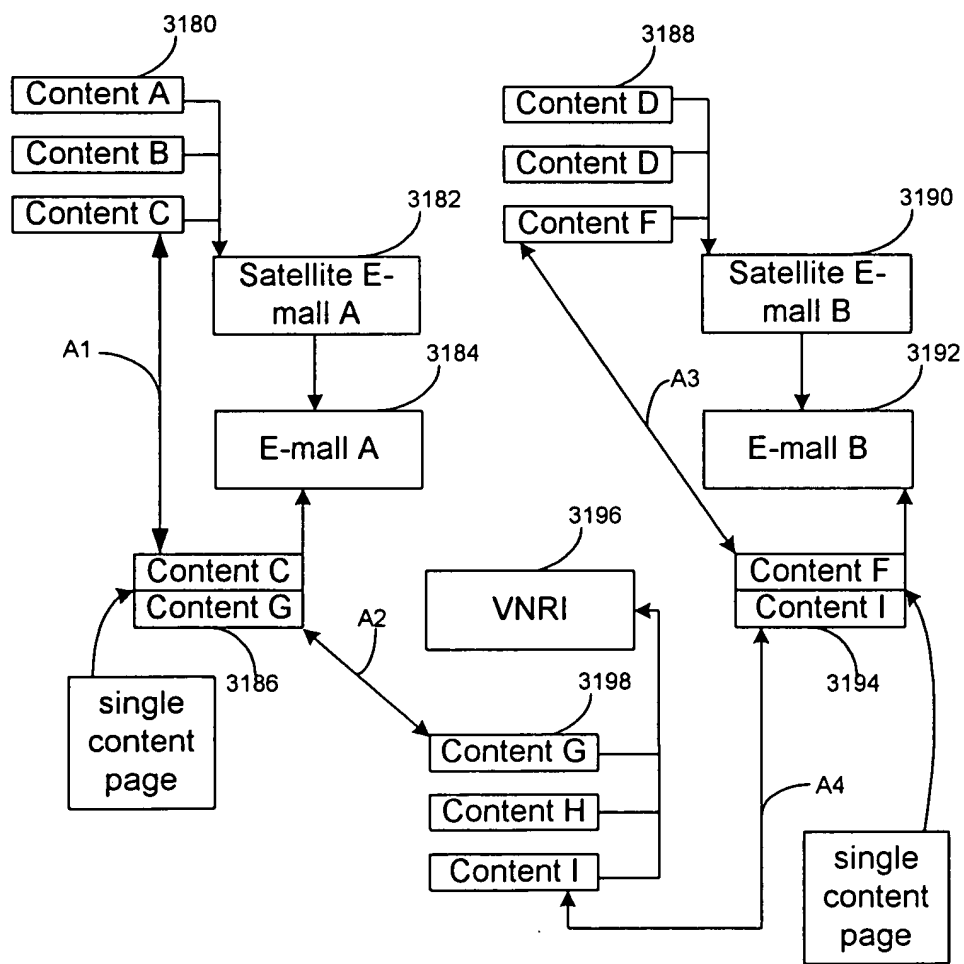 3180
Content A
Content B
Content C
3182
Satellite E-
mall A
3184
E-mall A
A1
Content C
Content G
3186
single
content
page
A2
3188
Content D
Content D
Content F
3190
Satellite E-
mall B
3192
E-mall B
A3
3196
VNRI
3198
Content G
Content H
Content I
Content F
Content I
3194
A4
single
content
page